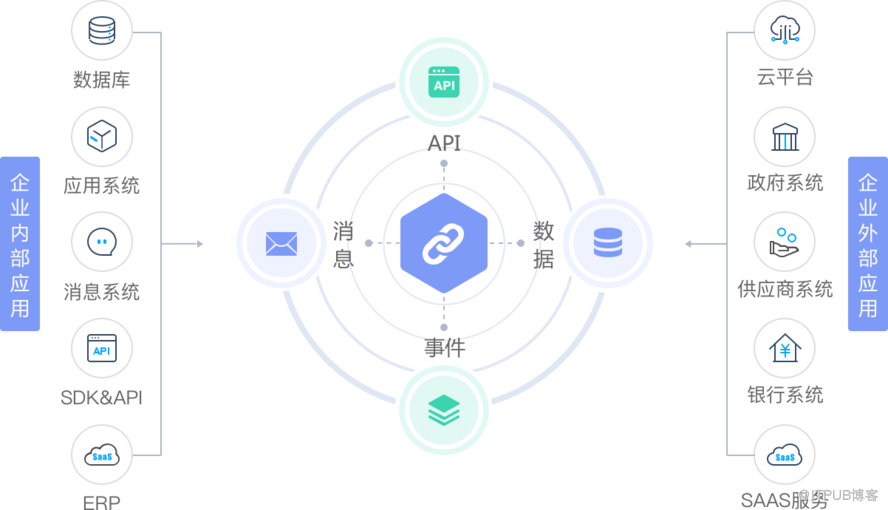 企业内部应用
数据库
应用系统
消息系统
API
SDK&API
SaaS
ERP
API
API
消息
数据
事件
云平台
政府系统
供应商系统
¥
银行系统
SaaS
SAAS服务
企业外部应用
@ITPUB博客